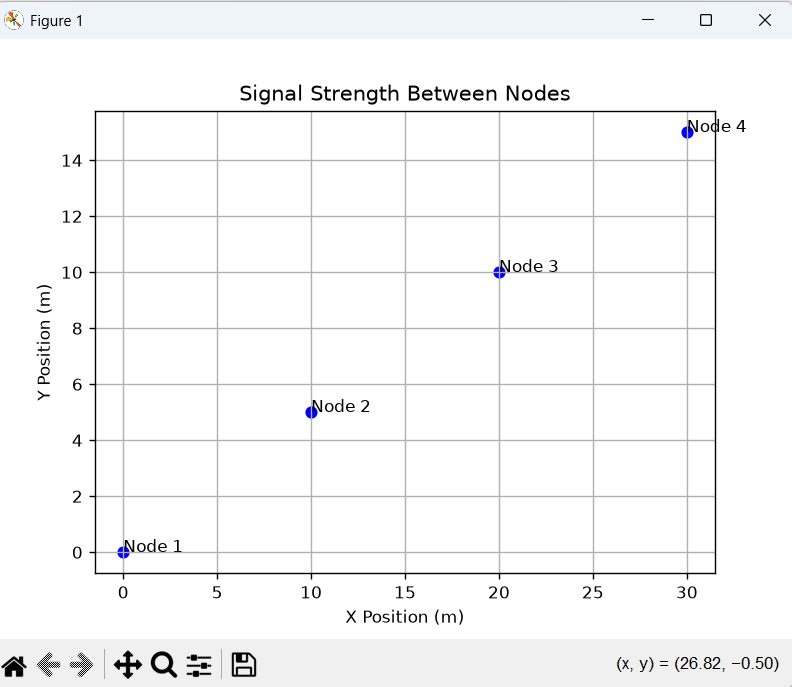 Figure 1
Signal Strength Between Nodes
Node 4
14
12
Node 3
10
8
Y Position (m)
6
Node 2
4
2
Node 1
0
0 5 10 15 20 25 30
X Position (m)
(x, y) = (26.82, −0.50)